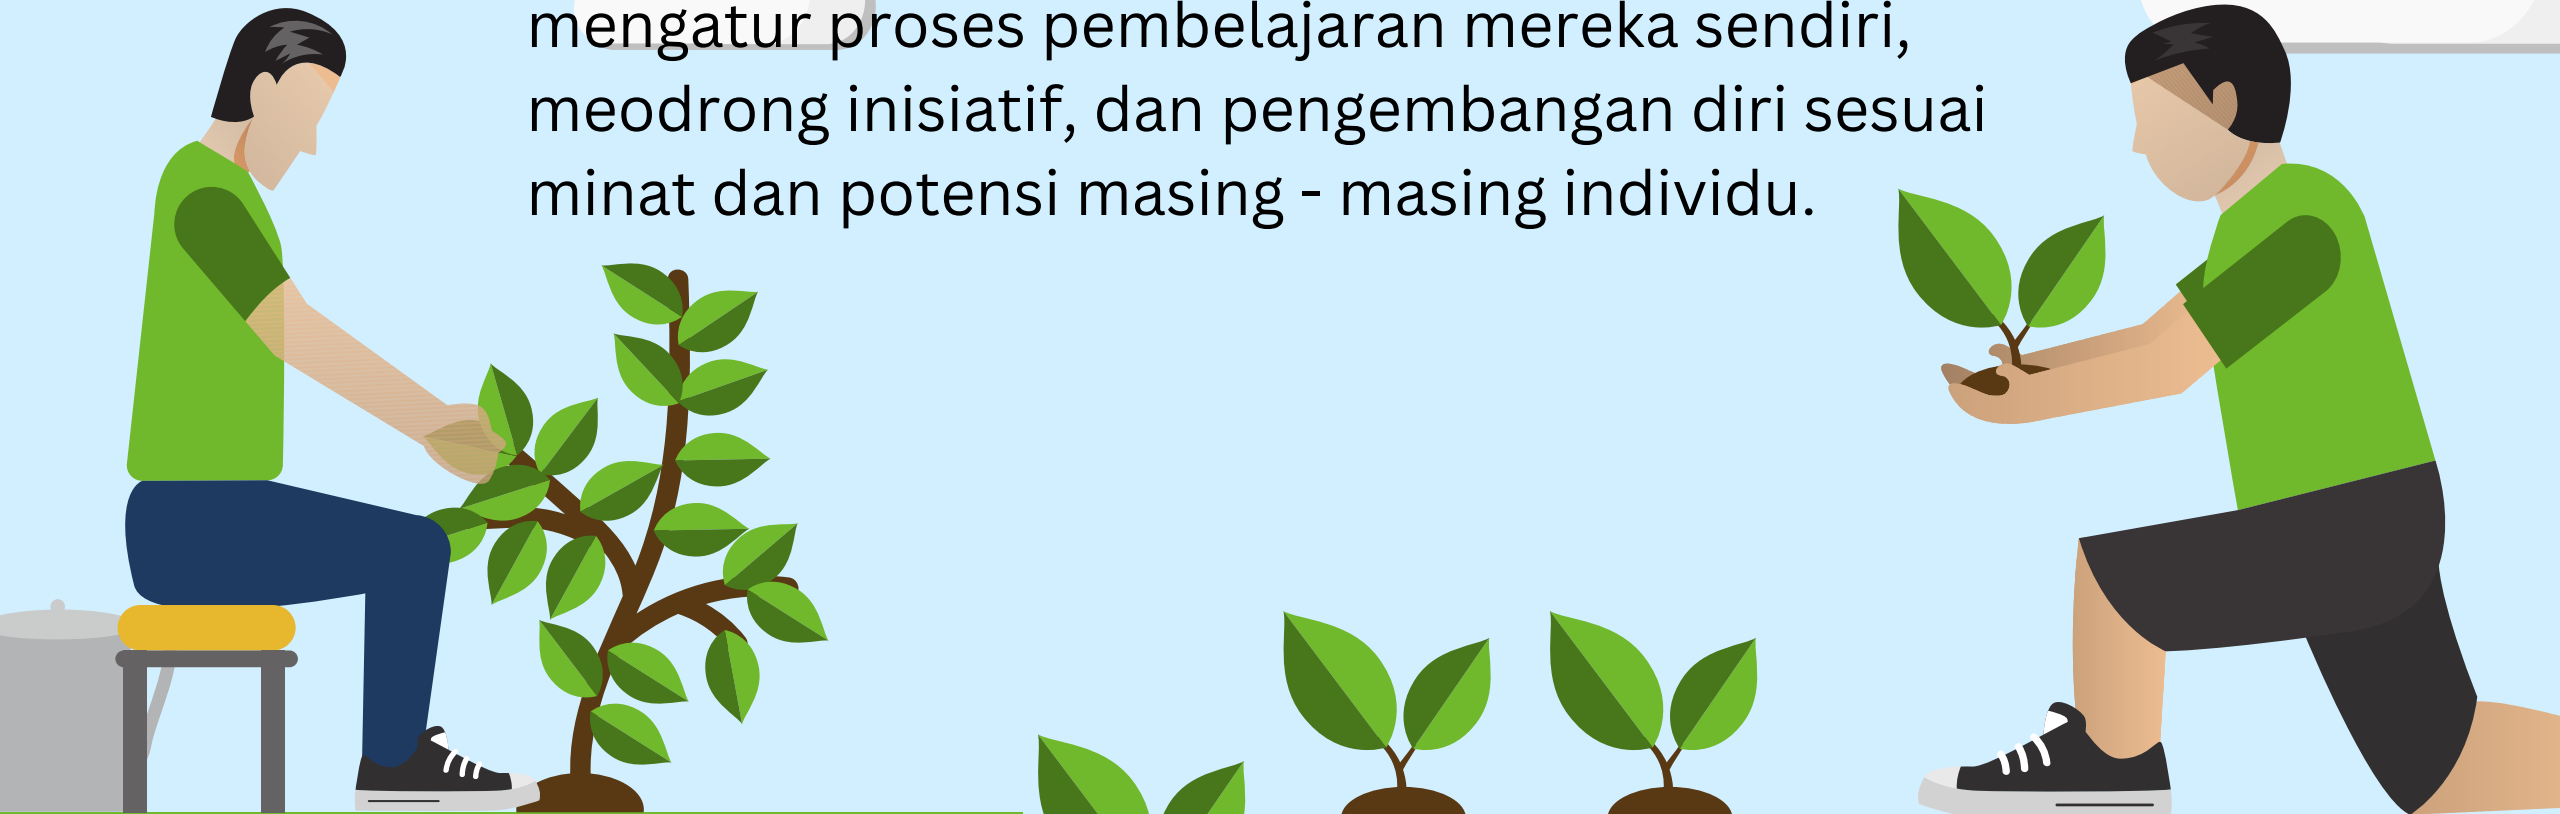 mengatur proses pembelajaran mereka sendiri,
meodrong inisiatif, dan pengembangan diri sesuai
minat dan potensi masing - masing individu.